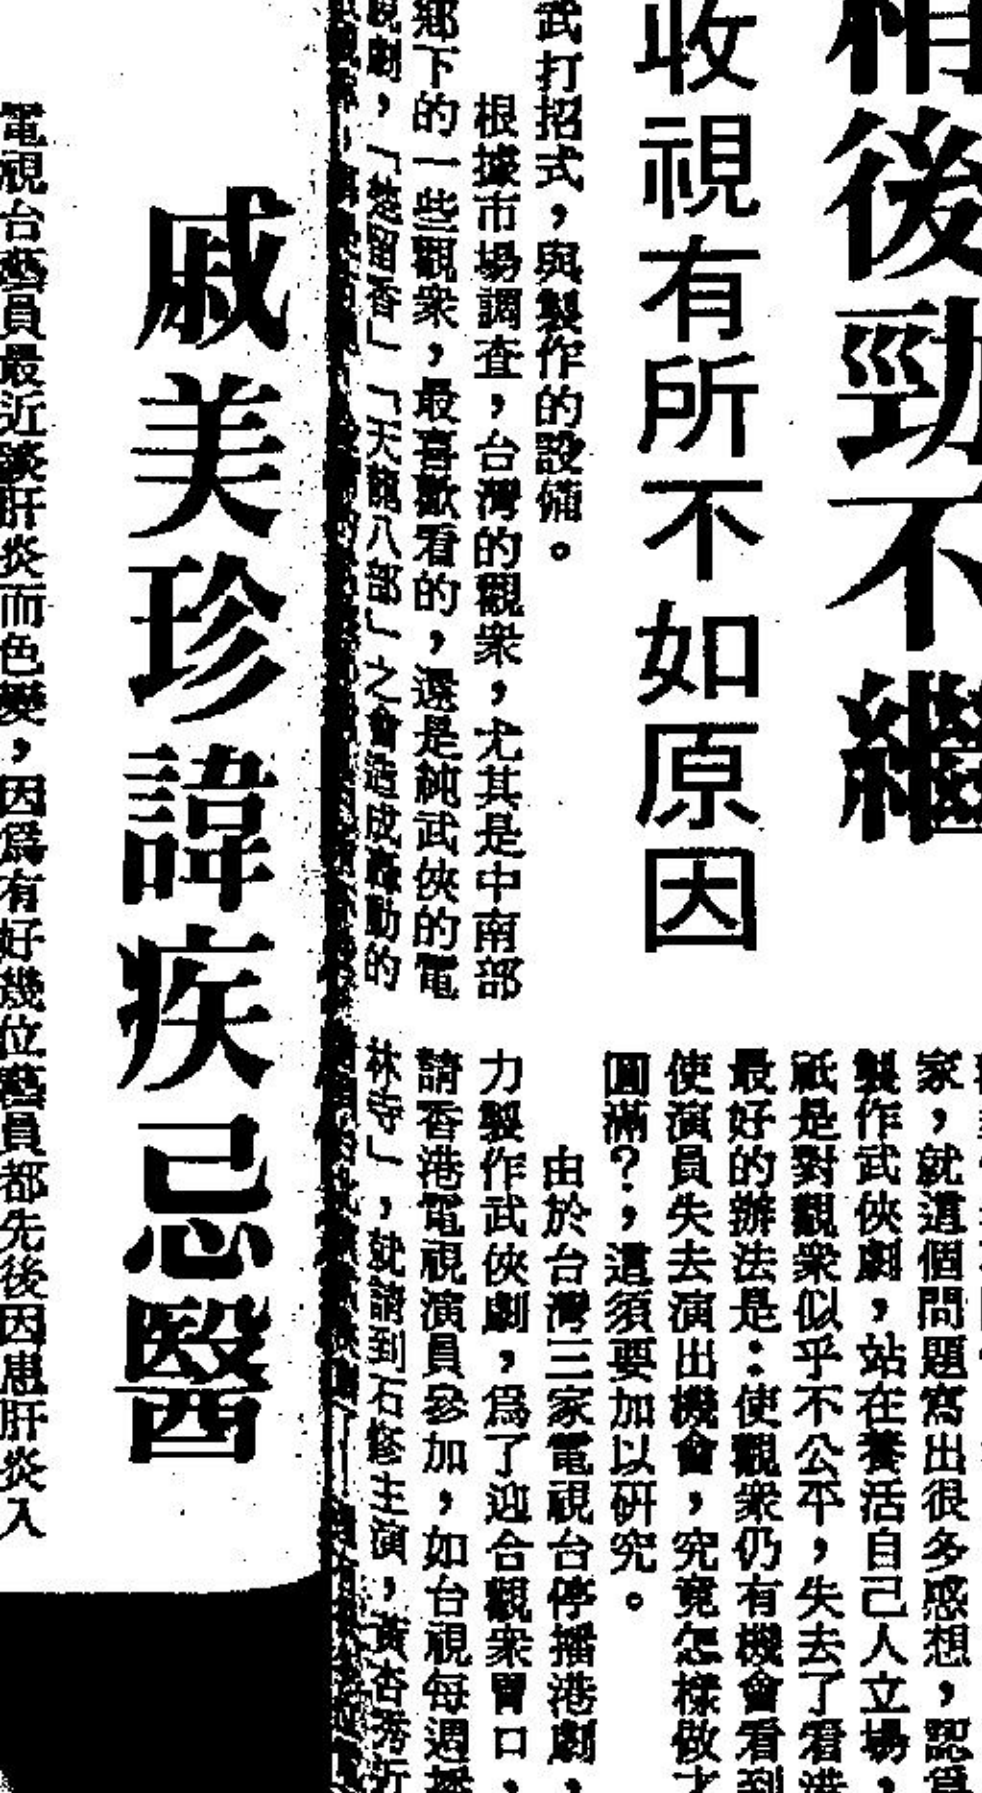 後勁不繼
收視有所不如原因
家，就這個問題寫出很多感想，認爲
製作武俠劇，站在養活自己人立場，
祇是對觀衆似乎不公平，失去了看港
最好的辦法是：使觀衆仍有機會看到
使演員失去演出機會，究竟怎樣做才
圓滿？，這須要加以研究。
武打招式，與製作的設備。
根據市場調查，台灣的觀衆，尤其是中南部
鄉下的一些觀衆，最喜歡看的，還是純武俠的電
視劇，「楚留香」「天龍八部」之會造成轟動的
由於台灣三家電視台停播港劇，
力製作武俠劇，爲了迎合觀衆胃口，
請香港電視演員參加，如台視每週播
林寺」，就請到石修主演，黃杏秀近
戚美珍諱疾忌醫
電視台藝員最近談肝炎而色變，因爲有好幾位藝員都先後因患肝炎入